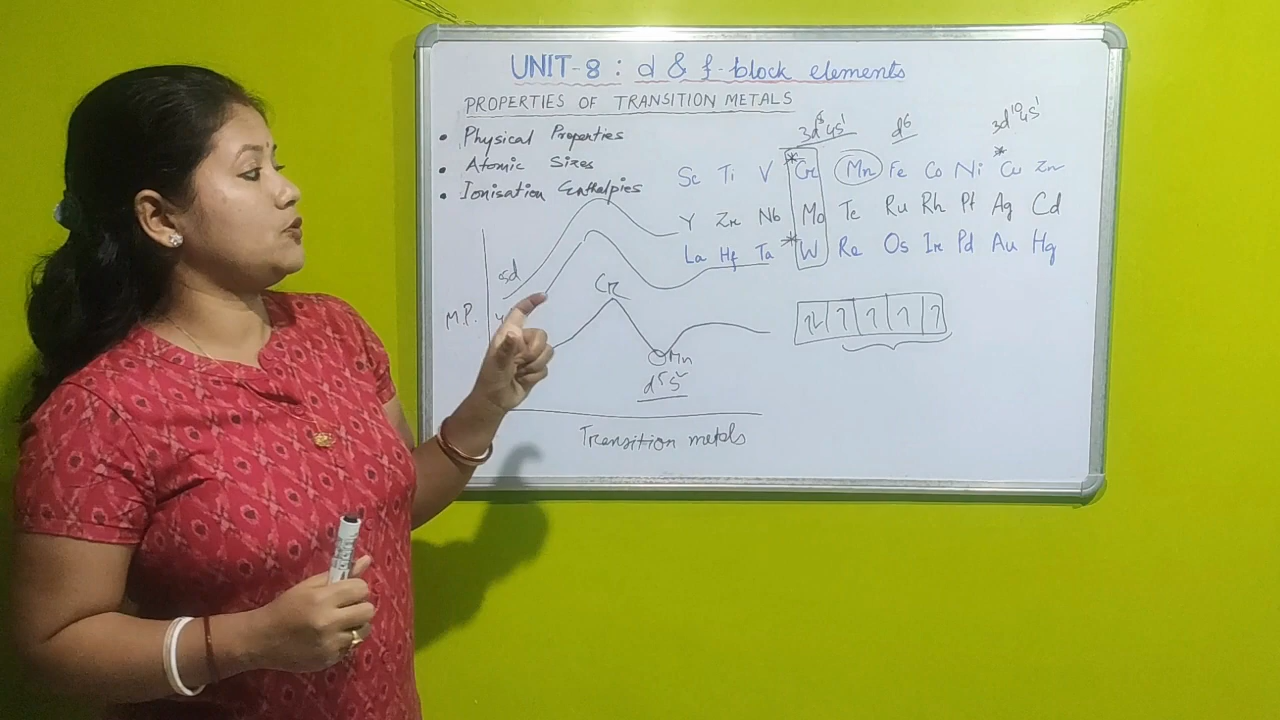 UNIT-8 : d & f-block elements
PROPERTIES OF TRANSITION METALS
• Physical Properties
• Atomic Sizes
• Ionisation Enthalpies
3d⁵4s¹ d⁶ 3d¹⁰4s¹
Sc Ti V *Cr Mn Fe Co Ni *Cu Zn
Y Zr Nb Mo Tc Ru Rh Pt Ag Cd
La Hf Ta *W Re Os Ir Pd Au Hg
5d
Cr
M.P.
Mn
d⁵s²
Transition metals
↿⇂ ↿ ↿ ↿ ↿